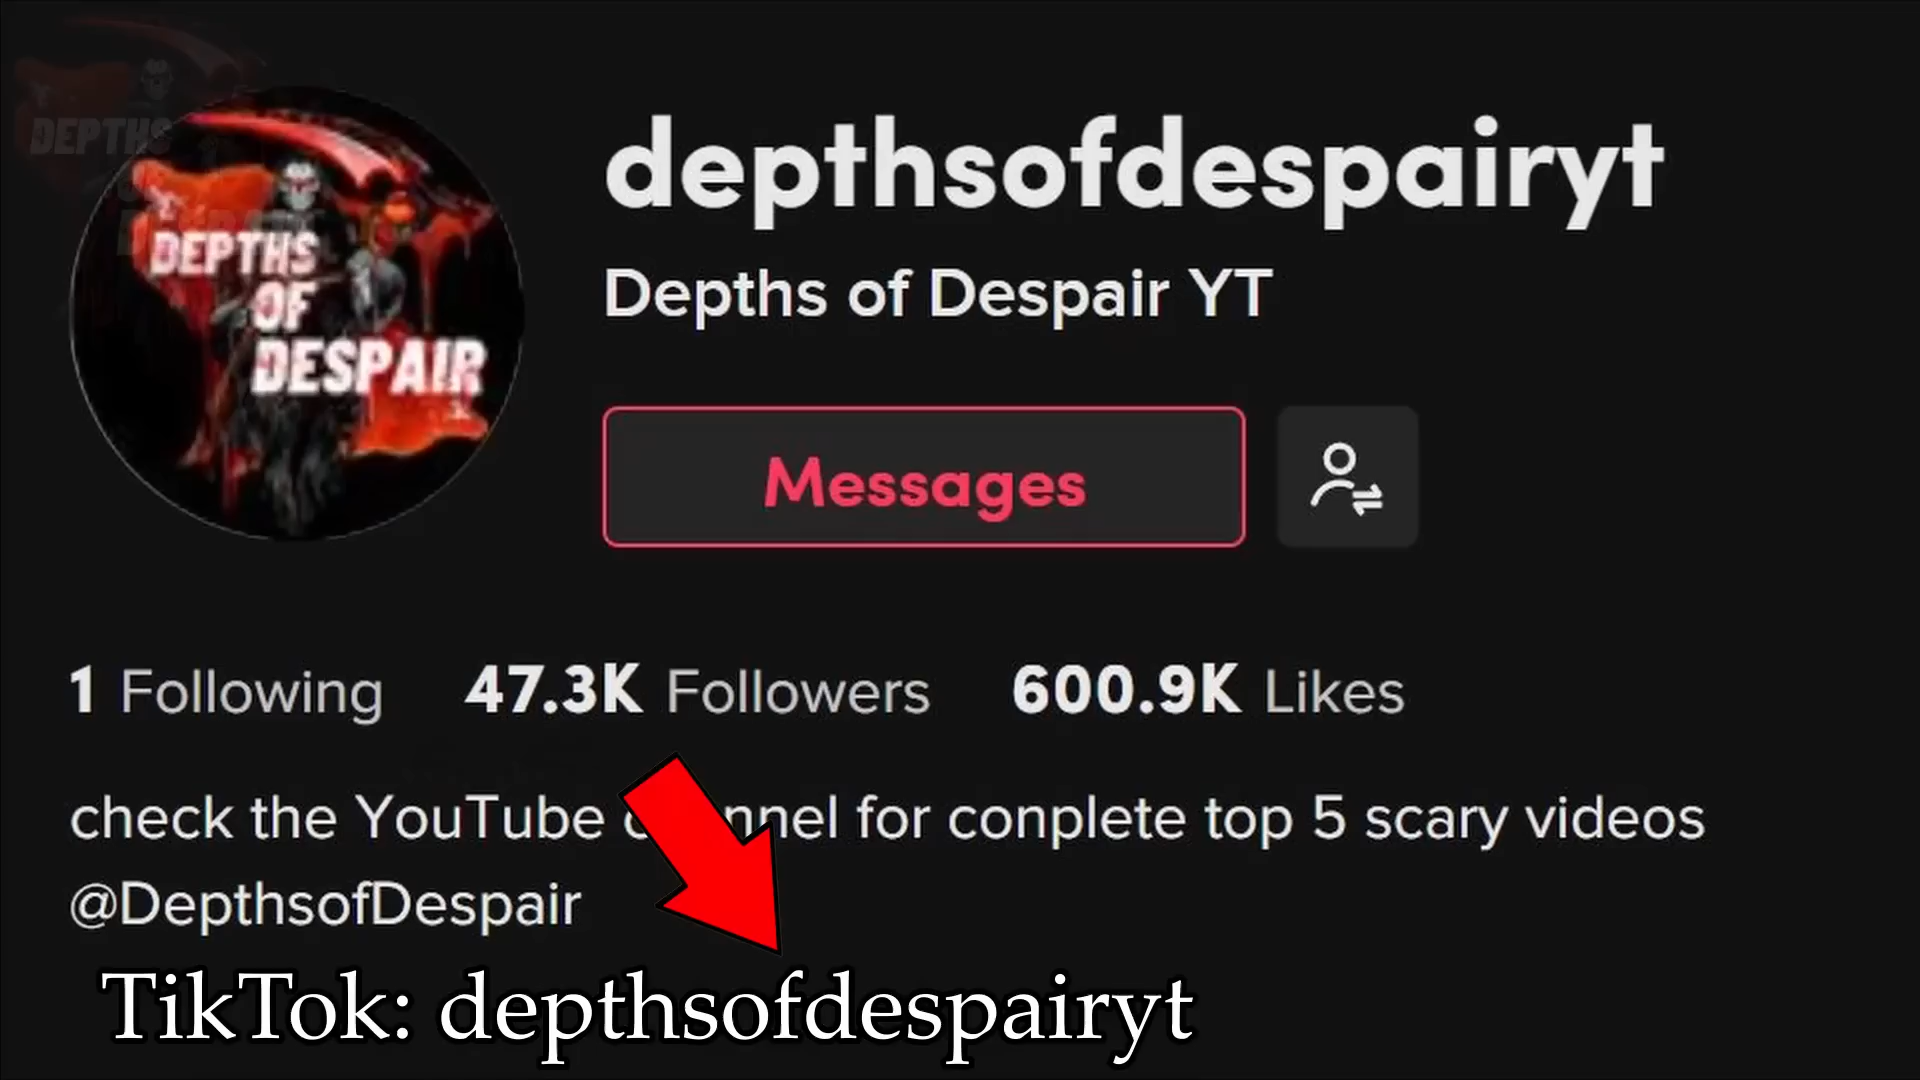 DEPTHS
depthsofdespairyt
Depths of Despair YT
DEPTHS
OF
DESPAIR
Messages
1 Following 47.3K Followers 600.9K Likes
check the YouTube for conplete top 5 scary videos
@DepthsofDespair
TikTok: depthsofdespairyt